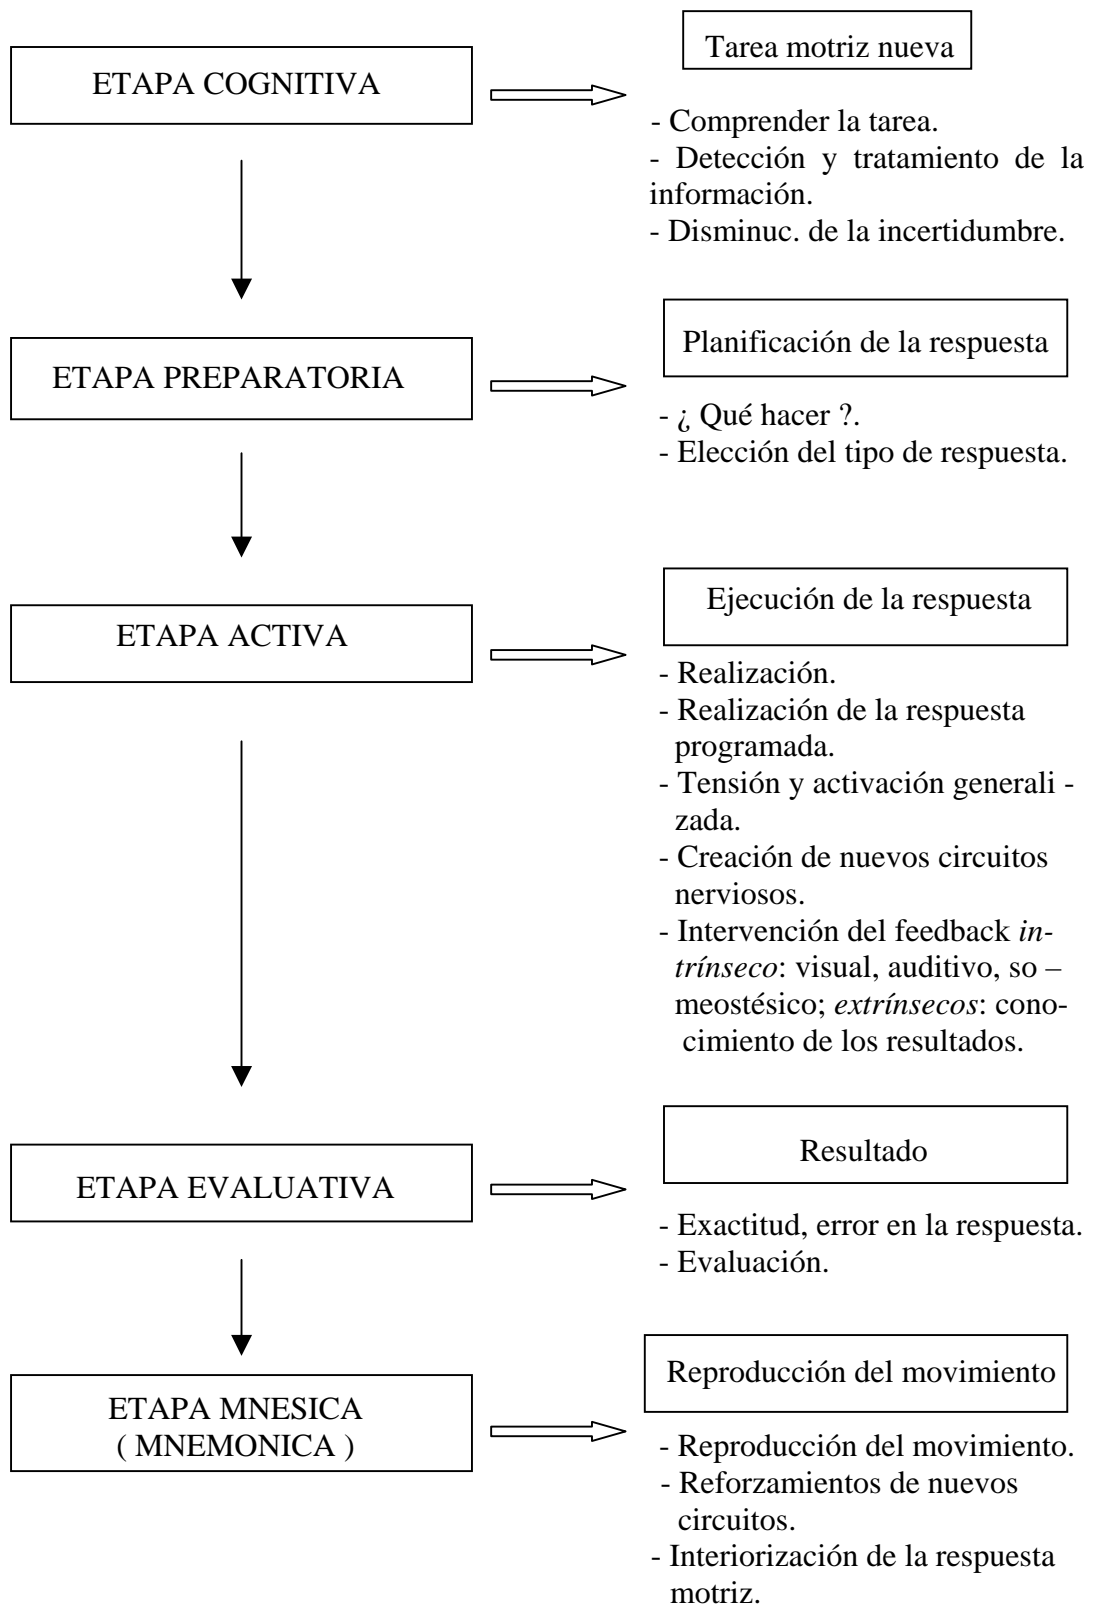 Tarea motriz nueva
ETAPA COGNITIVA
- Comprender la tarea.
- Detección y tratamiento de la
información.
- Disminuc. de la incertidumbre.
Planificación de la respuesta
ETAPA PREPARATORIA
- ¿ Qué hacer ?.
- Elección del tipo de respuesta.
Ejecución de la respuesta
ETAPA ACTIVA
- Realización.
- Realización de la respuesta
programada.
- Tensión y activación generali -
zada.
- Creación de nuevos circuitos
nerviosos.
- Intervención del feedback in-
trínseco: visual, auditivo, so –
meostésico; extrínsecos: cono-
cimiento de los resultados.
Resultado
ETAPA EVALUATIVA
- Exactitud, error en la respuesta.
- Evaluación.
Reproducción del movimiento
ETAPA MNESICA
( MNEMONICA )
- Reproducción del movimiento.
- Reforzamientos de nuevos
circuitos.
- Interiorización de la respuesta
motriz.